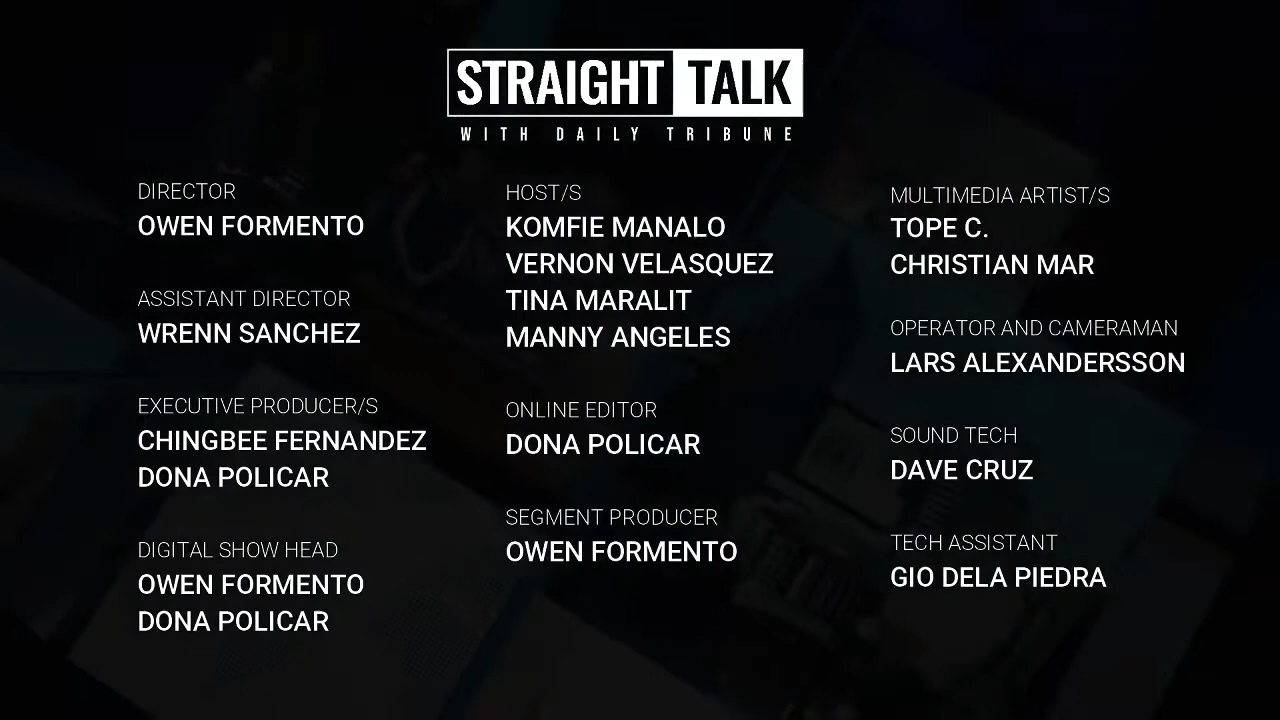 STRAIGHT TALK
WITH DAILY TRIBUNE
DIRECTOR
OWEN FORMENTO
ASSISTANT DIRECTOR
WRENN SANCHEZ
EXECUTIVE PRODUCER/S
CHINGBEE FERNANDEZ
DONA POLICAR
DIGITAL SHOW HEAD
OWEN FORMENTO
DONA POLICAR
HOST/S
KOMFIE MANALO
VERNON VELASQUEZ
TINA MARALIT
MANNY ANGELES
ONLINE EDITOR
DONA POLICAR
SEGMENT PRODUCER
OWEN FORMENTO
MULTIMEDIA ARTIST/S
TOPE C.
CHRISTIAN MAR
OPERATOR AND CAMERAMAN
LARS ALEXANDERSSON
SOUND TECH
DAVE CRUZ
TECH ASSISTANT
GIO DELA PIEDRA